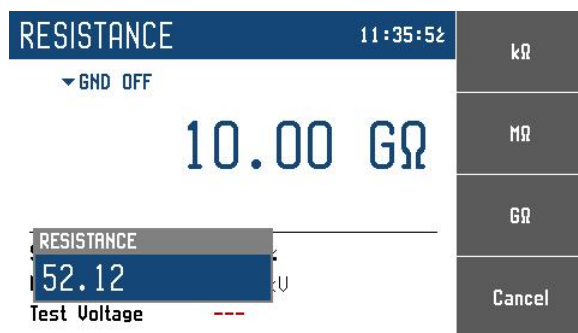 RESISTANCE 11:35:52
kΩ
GND OFF
10.00 GΩ
MΩ
GΩ
RESISTANCE
52.12
Test Voltage ---
Cancel